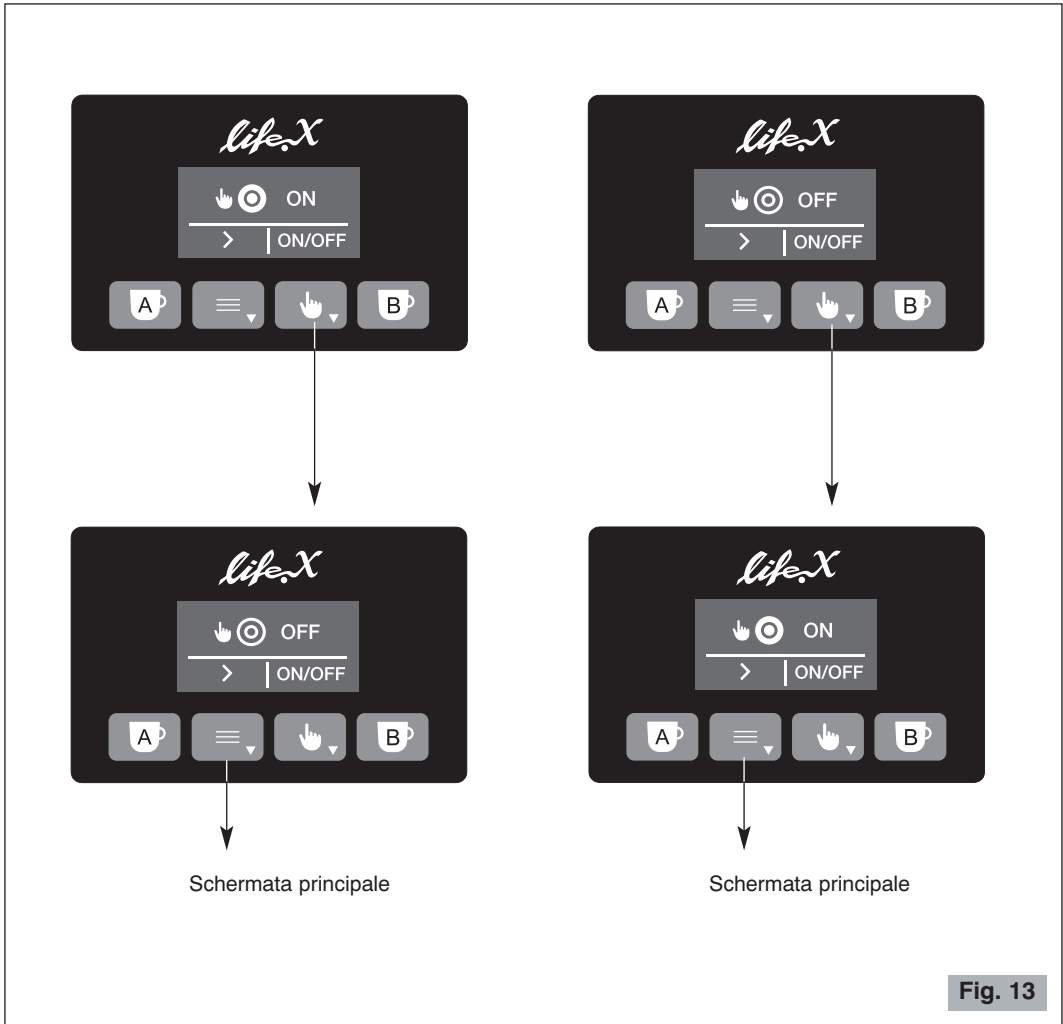 life.X
ON
> ON/OFF
A B
life.X
OFF
> ON/OFF
A B
life.X
OFF
> ON/OFF
A B
life.X
ON
> ON/OFF
A B
Schermata principale
Schermata principale
Fig. 13